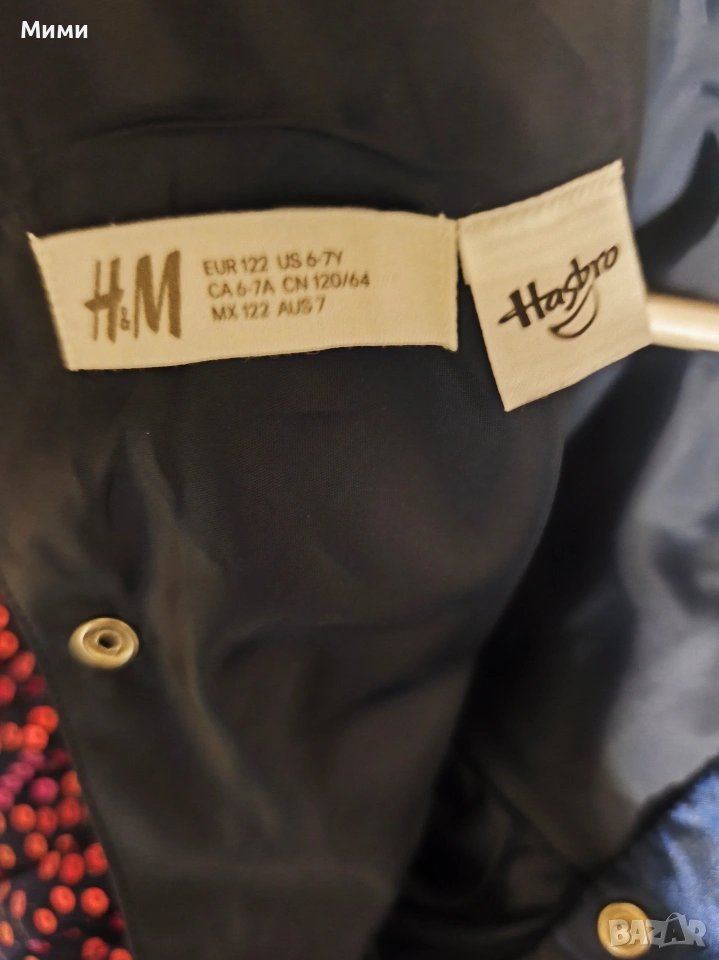 Мими
H&M
EUR 122 US 6-7Y
CA 6-7A CN 120/64
MX 122 AUS 7
Hasbro
BAZAR